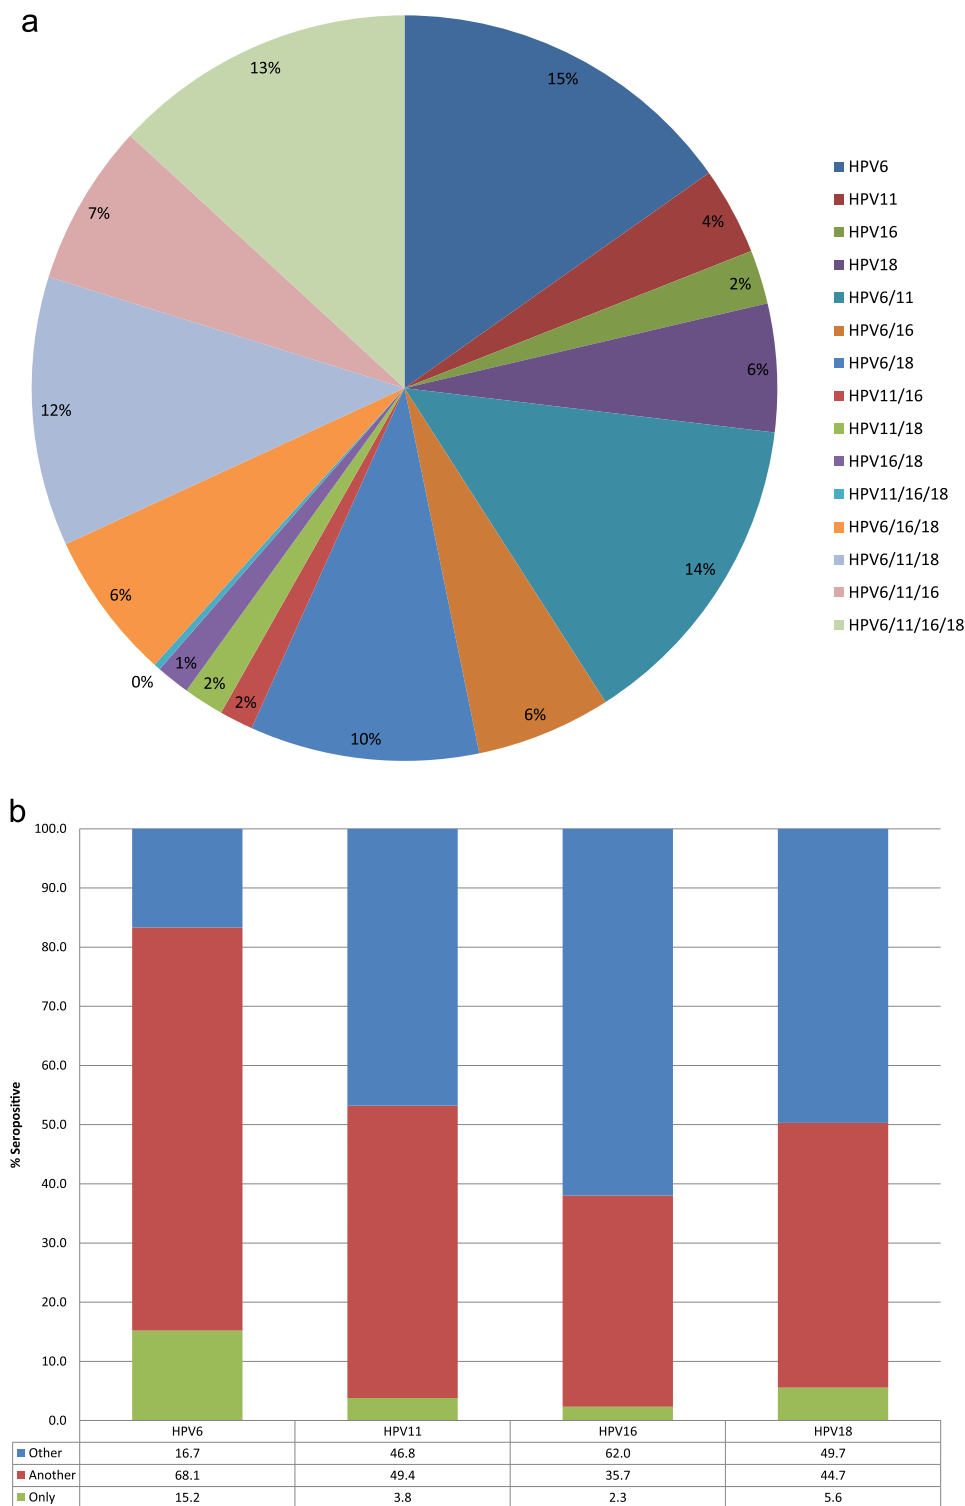 a
13%
15%
7%
4%
2%
6%
12%
14%
6%
0%
1%
2%
2%
10%
6%
HPV6
HPV11
HPV16
HPV18
HPV6/11
HPV6/16
HPV6/18
HPV11/16
HPV11/18
HPV16/18
HPV11/16/18
HPV6/16/18
HPV6/11/18
HPV6/11/16
HPV6/11/16/18
b
% Seropositive
100.0
90.0
80.0
70.0
60.0
50.0
40.0
30.0
20.0
10.0
0.0
HPV6 HPV11 HPV16 HPV18
Other 16.7 46.8 62.0 49.7
Another 68.1 49.4 35.7 44.7
Only 15.2 3.8 2.3 5.6